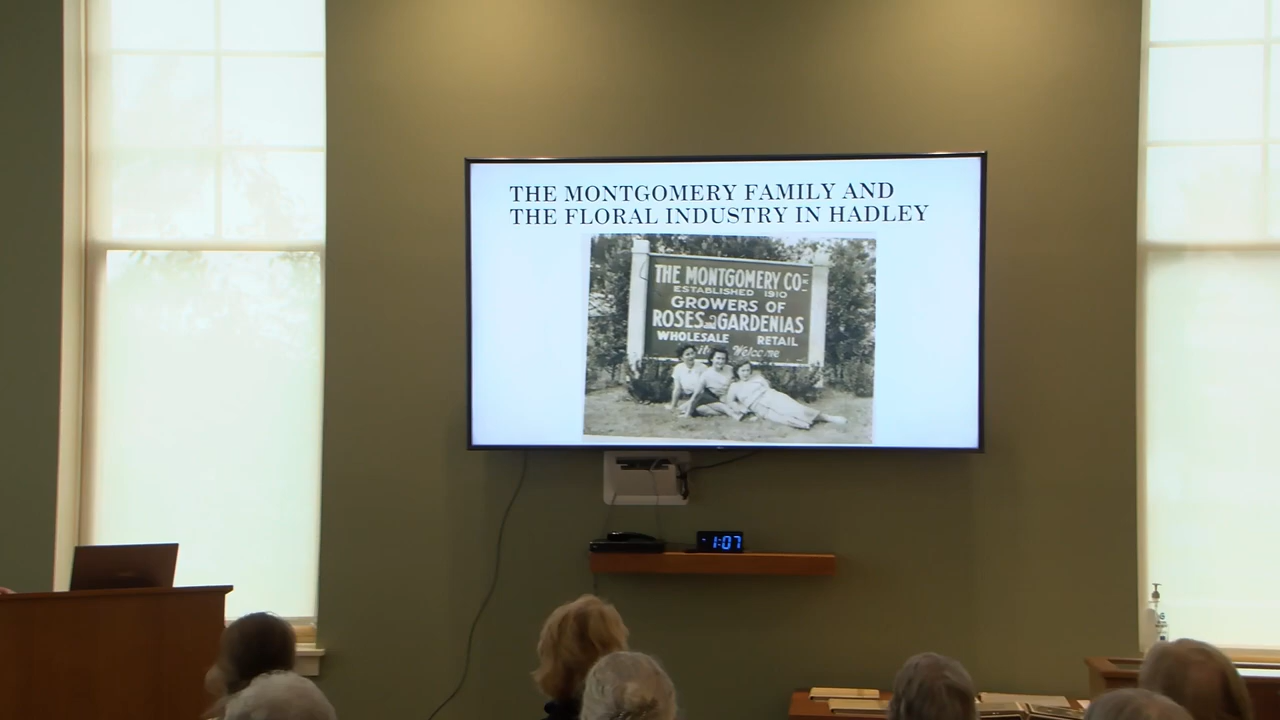 THE MONTGOMERY FAMILY AND
THE FLORAL INDUSTRY IN HADLEY
THE MONTGOMERY CO
ESTABLISHED 1910
GROWERS OF
ROSES and GARDENIAS
WHOLESALE RETAIL
Welcome
1:07